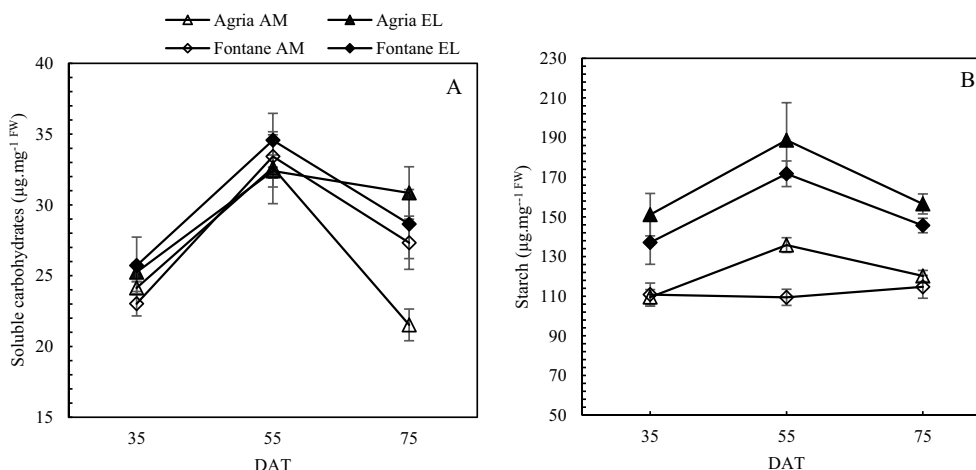 Agria AM Agria EL
Fontane AM Fontane EL
A
Soluble carbohydrates (µg.mg⁻¹ ᶠᵂ)
40
35
30
25
20
15
35 55 75
DAT
B
Starch (µg.mg⁻¹ ᶠᵂ)
230
210
190
170
150
130
110
90
70
50
35 55 75
DAT